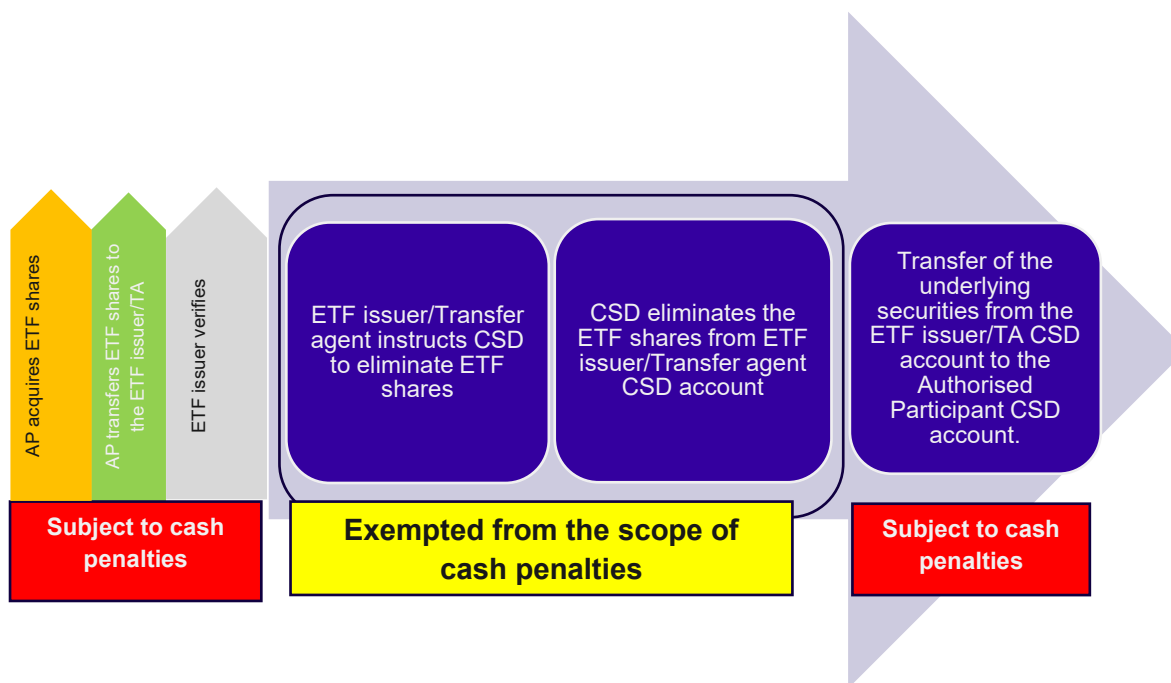 AP acquires ETF shares
AP transfers ETF shares to
the ETF issuer/TA
ETF issuer verifies
ETF issuer/Transfer
agent instructs CSD
to eliminate ETF
shares
CSD eliminates the
ETF shares from ETF
issuer/Transfer agent
CSD account
Transfer of the
underlying
securities from the
ETF issuer/TA CSD
account to the
Authorised
Participant CSD
account.
Subject to cash
penalties
Exempted from the scope of
cash penalties
Subject to cash
penalties